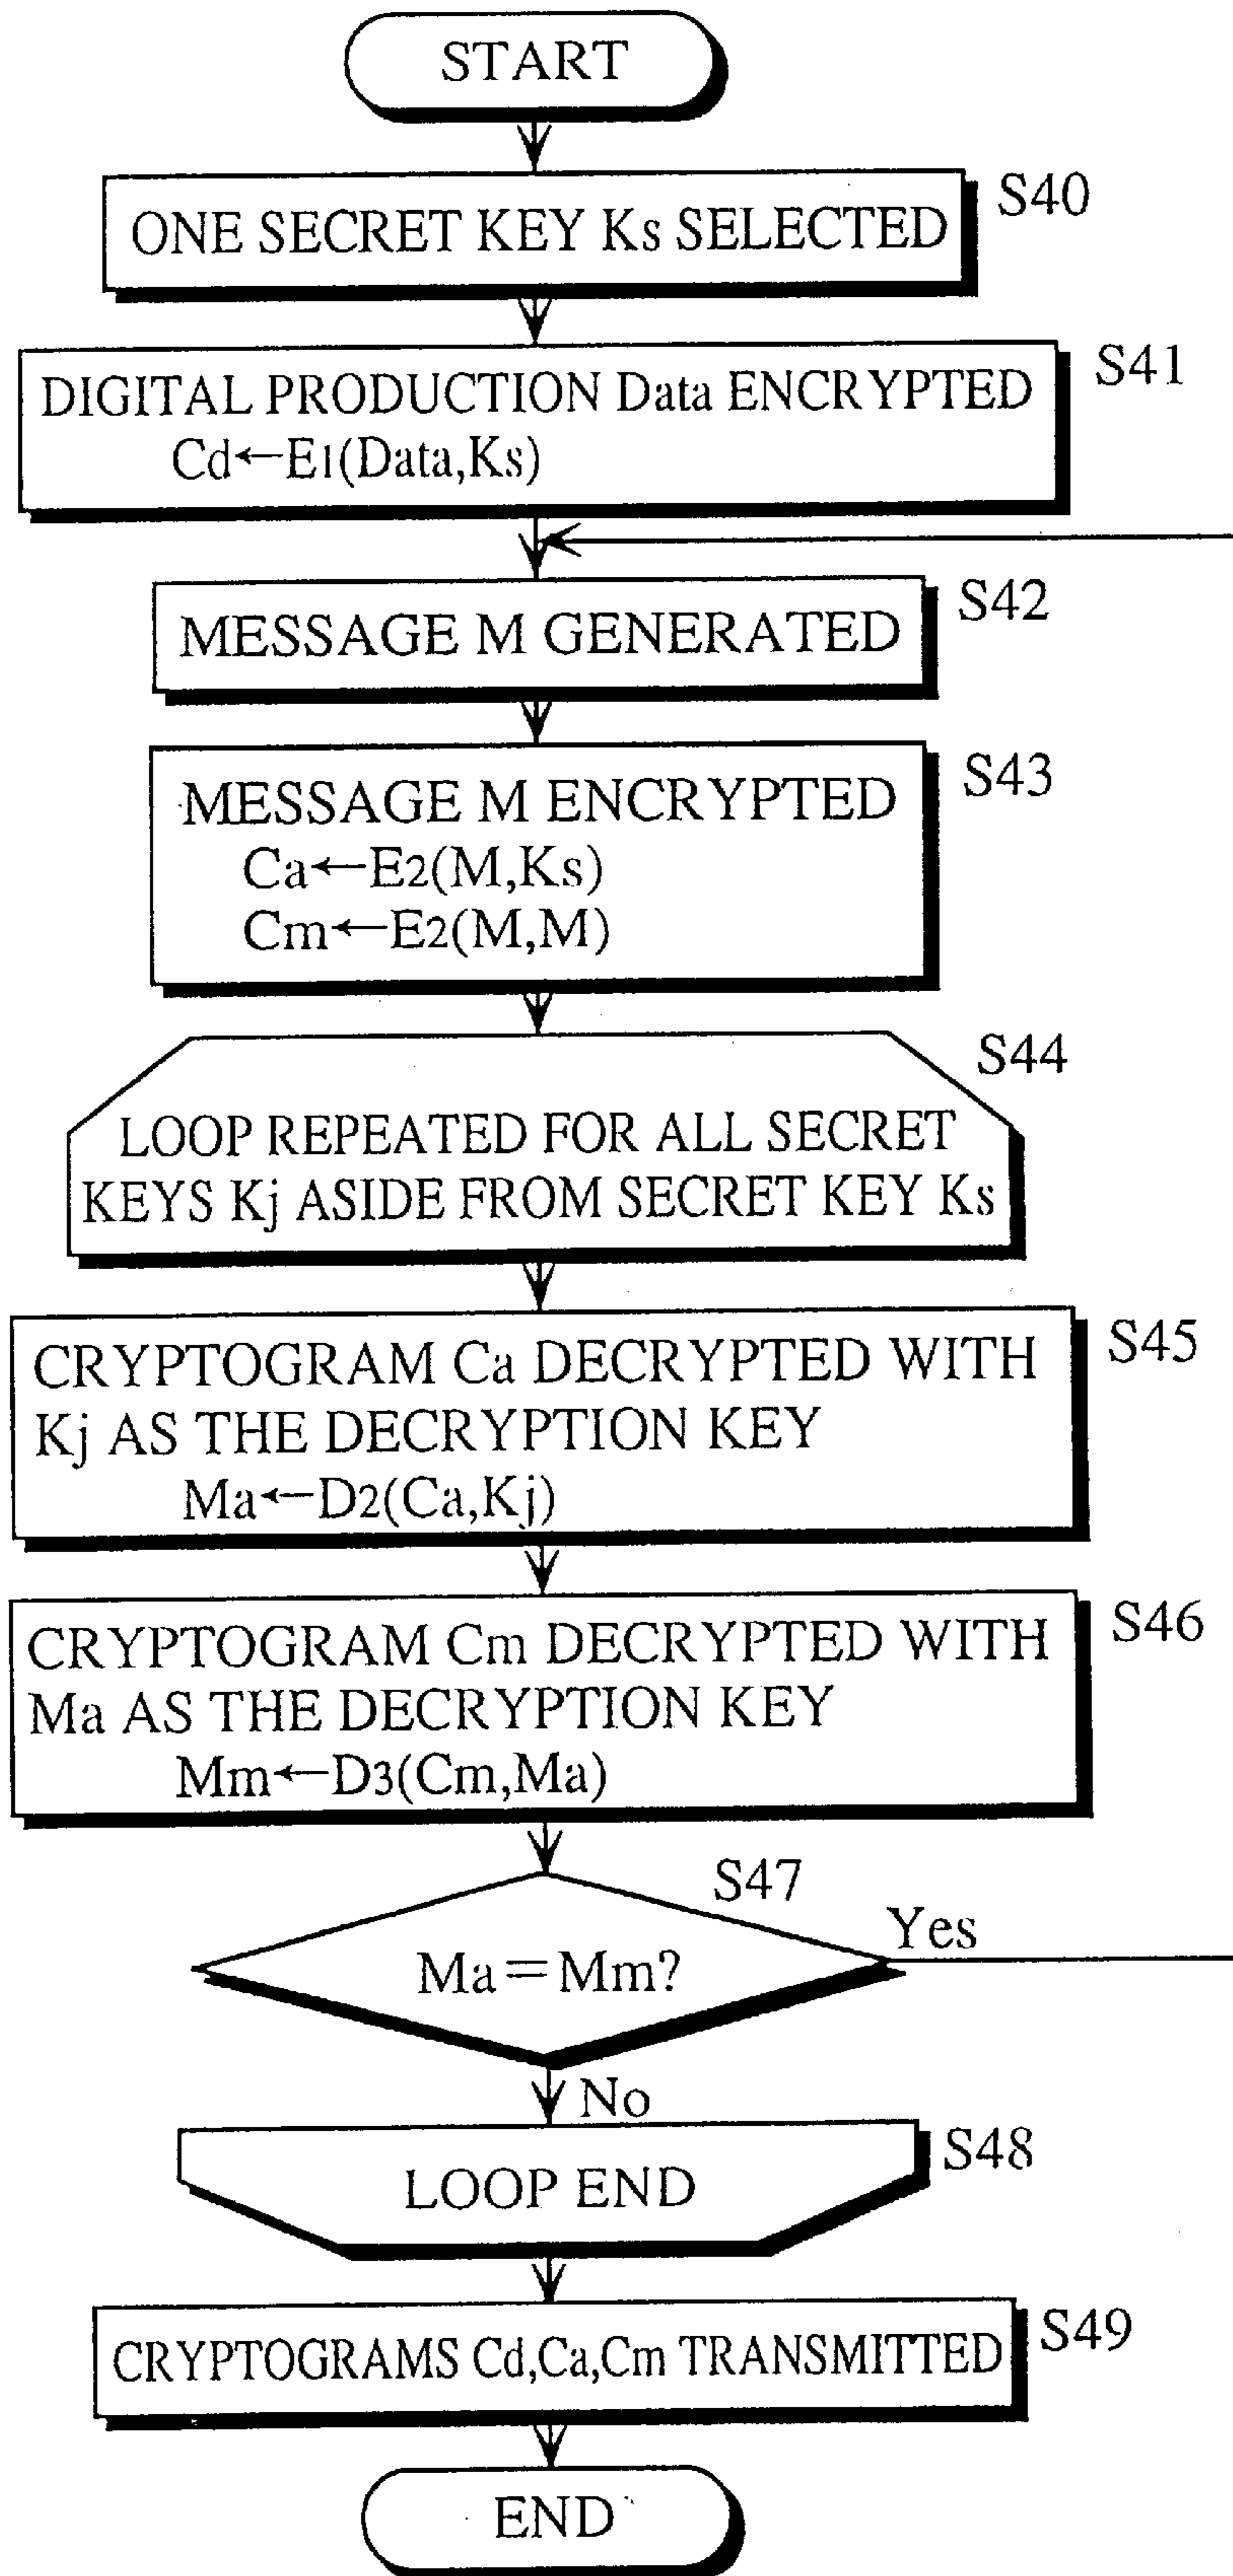 START
ONE SECRET KEY Ks SELECTED
S40
DIGITAL PRODUCTION Data ENCRYPTED
Cd←E1(Data,Ks)
S41
MESSAGE M GENERATED
S42
MESSAGE M ENCRYPTED
Ca←E2(M,Ks)
Cm←E2(M,M)
S43
LOOP REPEATED FOR ALL SECRET
KEYS Kj ASIDE FROM SECRET KEY Ks
S44
CRYPTOGRAM Ca DECRYPTED WITH
Kj AS THE DECRYPTION KEY
Ma←D2(Ca,Kj)
S45
CRYPTOGRAM Cm DECRYPTED WITH
Ma AS THE DECRYPTION KEY
Mm←D3(Cm,Ma)
S46
S47
Ma=Mm?
Yes
No
LOOP END
S48
CRYPTOGRAMS Cd,Ca,Cm TRANSMITTED
S49
END